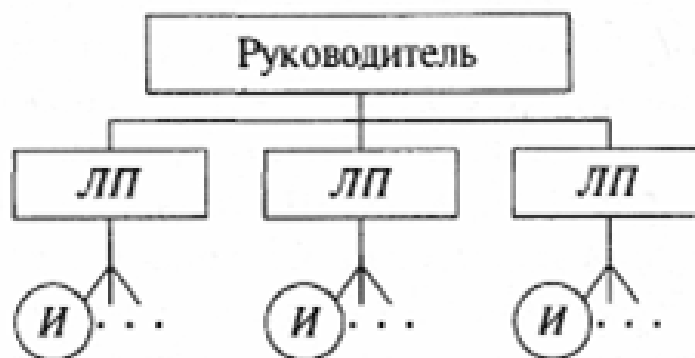 Руководитель
ЛП ЛП ЛП
И . . . И . . . И . . .